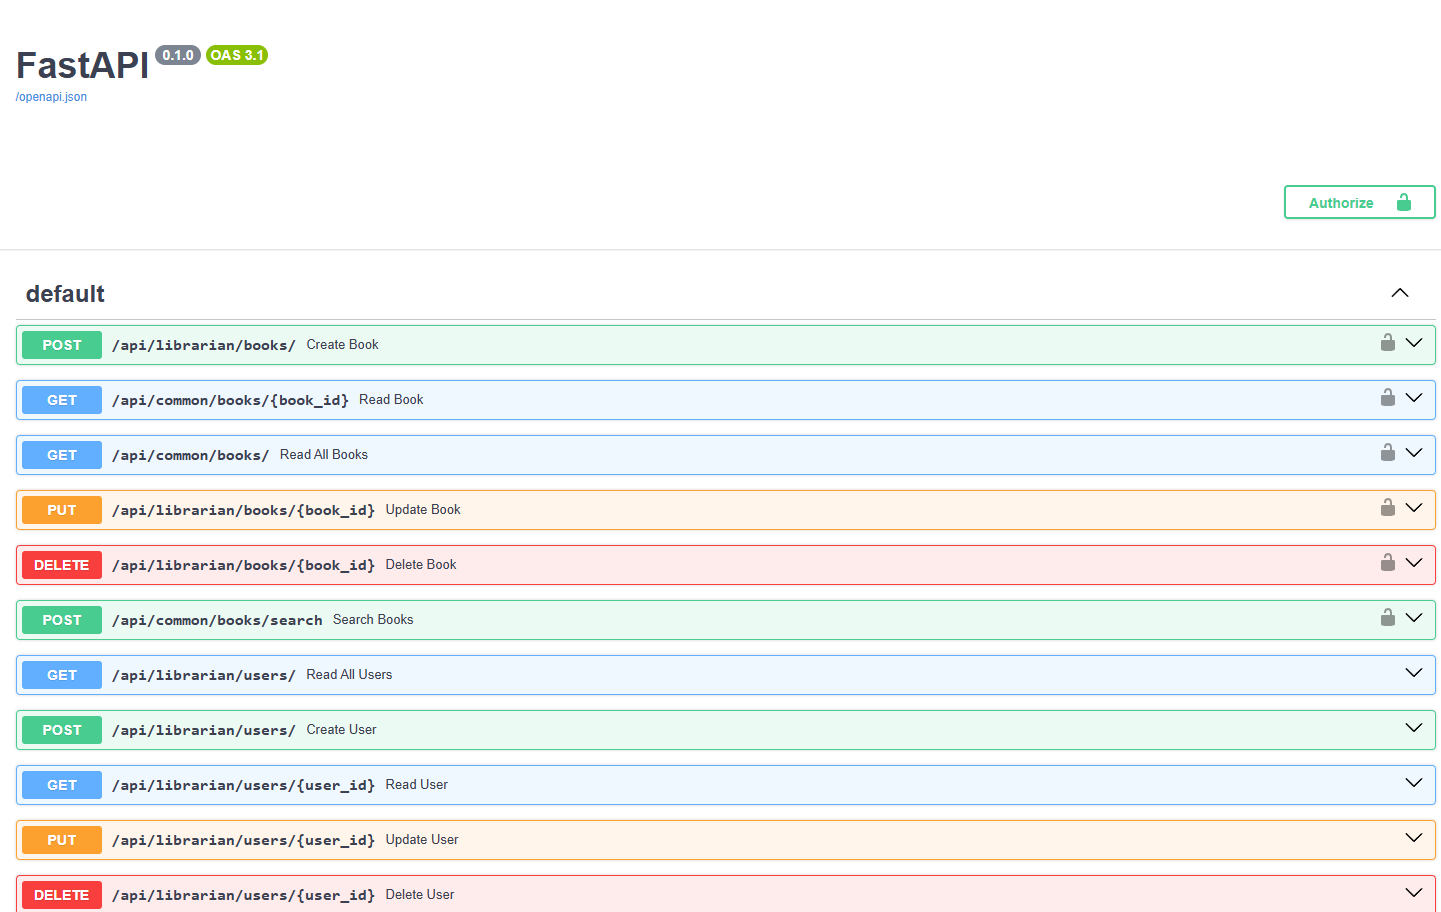 FastAPI 0.1.0 OAS 3.1
/openapi.json
Authorize
default
POST /api/librarian/books/ Create Book
GET /api/common/books/{book_id} Read Book
GET /api/common/books/ Read All Books
PUT /api/librarian/books/{book_id} Update Book
DELETE /api/librarian/books/{book_id} Delete Book
POST /api/common/books/search Search Books
GET /api/librarian/users/ Read All Users
POST /api/librarian/users/ Create User
GET /api/librarian/users/{user_id} Read User
PUT /api/librarian/users/{user_id} Update User
DELETE /api/librarian/users/{user_id} Delete User